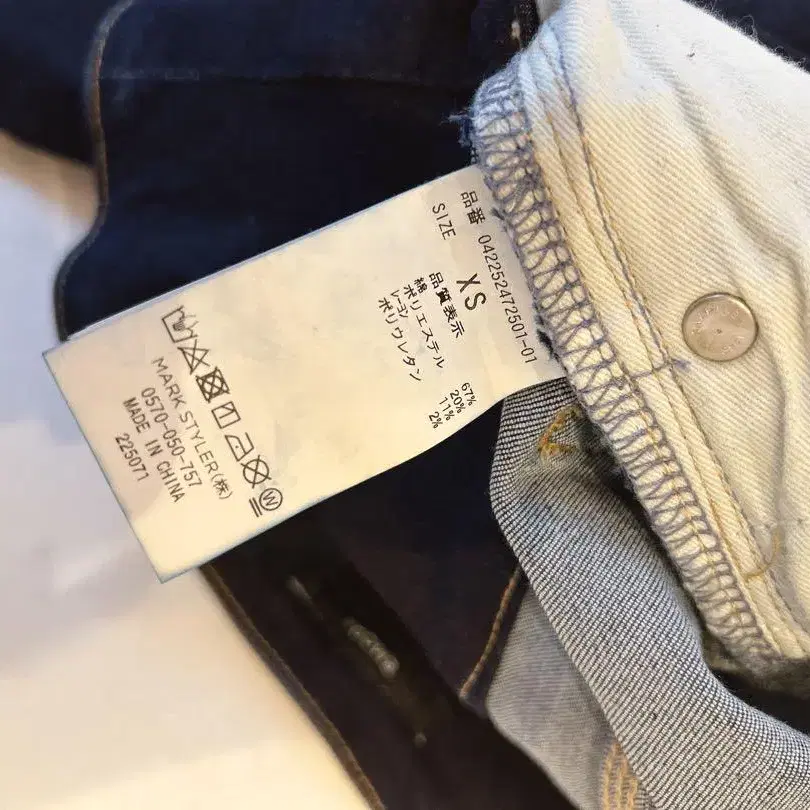 品番 042252472501-01
SIZE XS
品質表示
綿 67%
ポリエステル 20%
レーヨン 11%
ポリウレタン 2%
MARK STYLER(株)
0570-050-757
MADE IN CHINA
225071